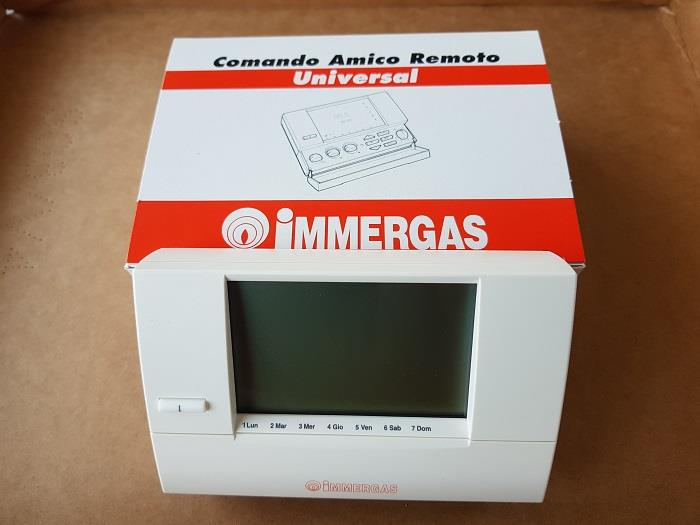 Comando Amico Remoto
Universal
IMMERGAS
L
1 Lun 2 Mar 3 Mer 4 Gio 5 Ven 6 Sab 7 Dom
IMMERGAS